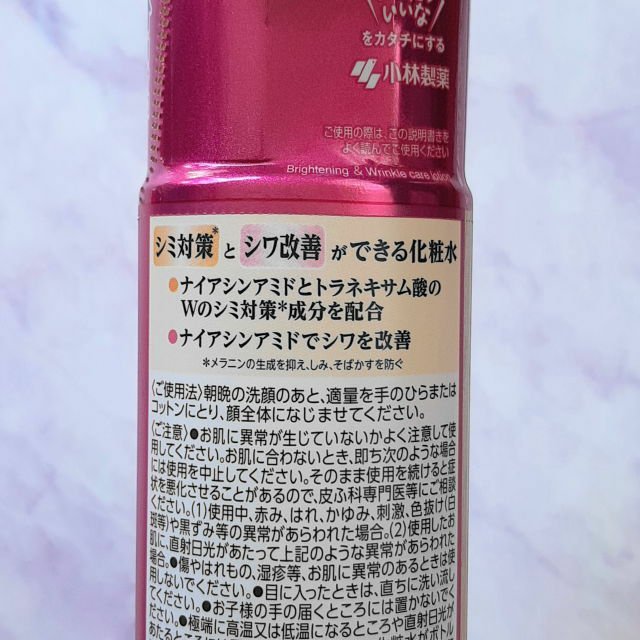 いいな
をカタチにする
小林製薬
ご使用の際は、この説明書きを
よく読んでご使用ください
Brightening & Wrinkle care lotion
シミ対策*とシワ改善ができる化粧水
●ナイアシンアミドとトラネキサム酸の
Wのシミ対策*成分を配合
●ナイアシンアミドでシワを改善
*メラニンの生成を抑え、しみ、そばかすを防ぐ
〈ご使用法〉朝晩の洗顔のあと、適量を手のひらまたは
コットンにとり、顔全体になじませてください。
〈ご注意〉●お肌に異常が生じていないかよく注意して使
用してください。お肌に合わないとき、即ち次のような場合
には使用を中止してください。そのまま使用を続けると症
状を悪化させることがあるので、皮ふ科専門医等にご相談
ください。(1)使用中、赤み、はれ、かゆみ、刺激、色抜け(白
斑等)や黒ずみ等の異常があらわれた場合。(2)使用したお
肌に、直射日光があたって上記のような異常があらわれた
場合。●傷やはれもの、湿疹等、お肌に異常のあるときは使
用しないでください。●目に入ったときは、直ちに洗い流し
てください。●お子様の手の届くところには置かないでく
ださい。●極端に高温又は低温になるところや直射日光が
あたるところに